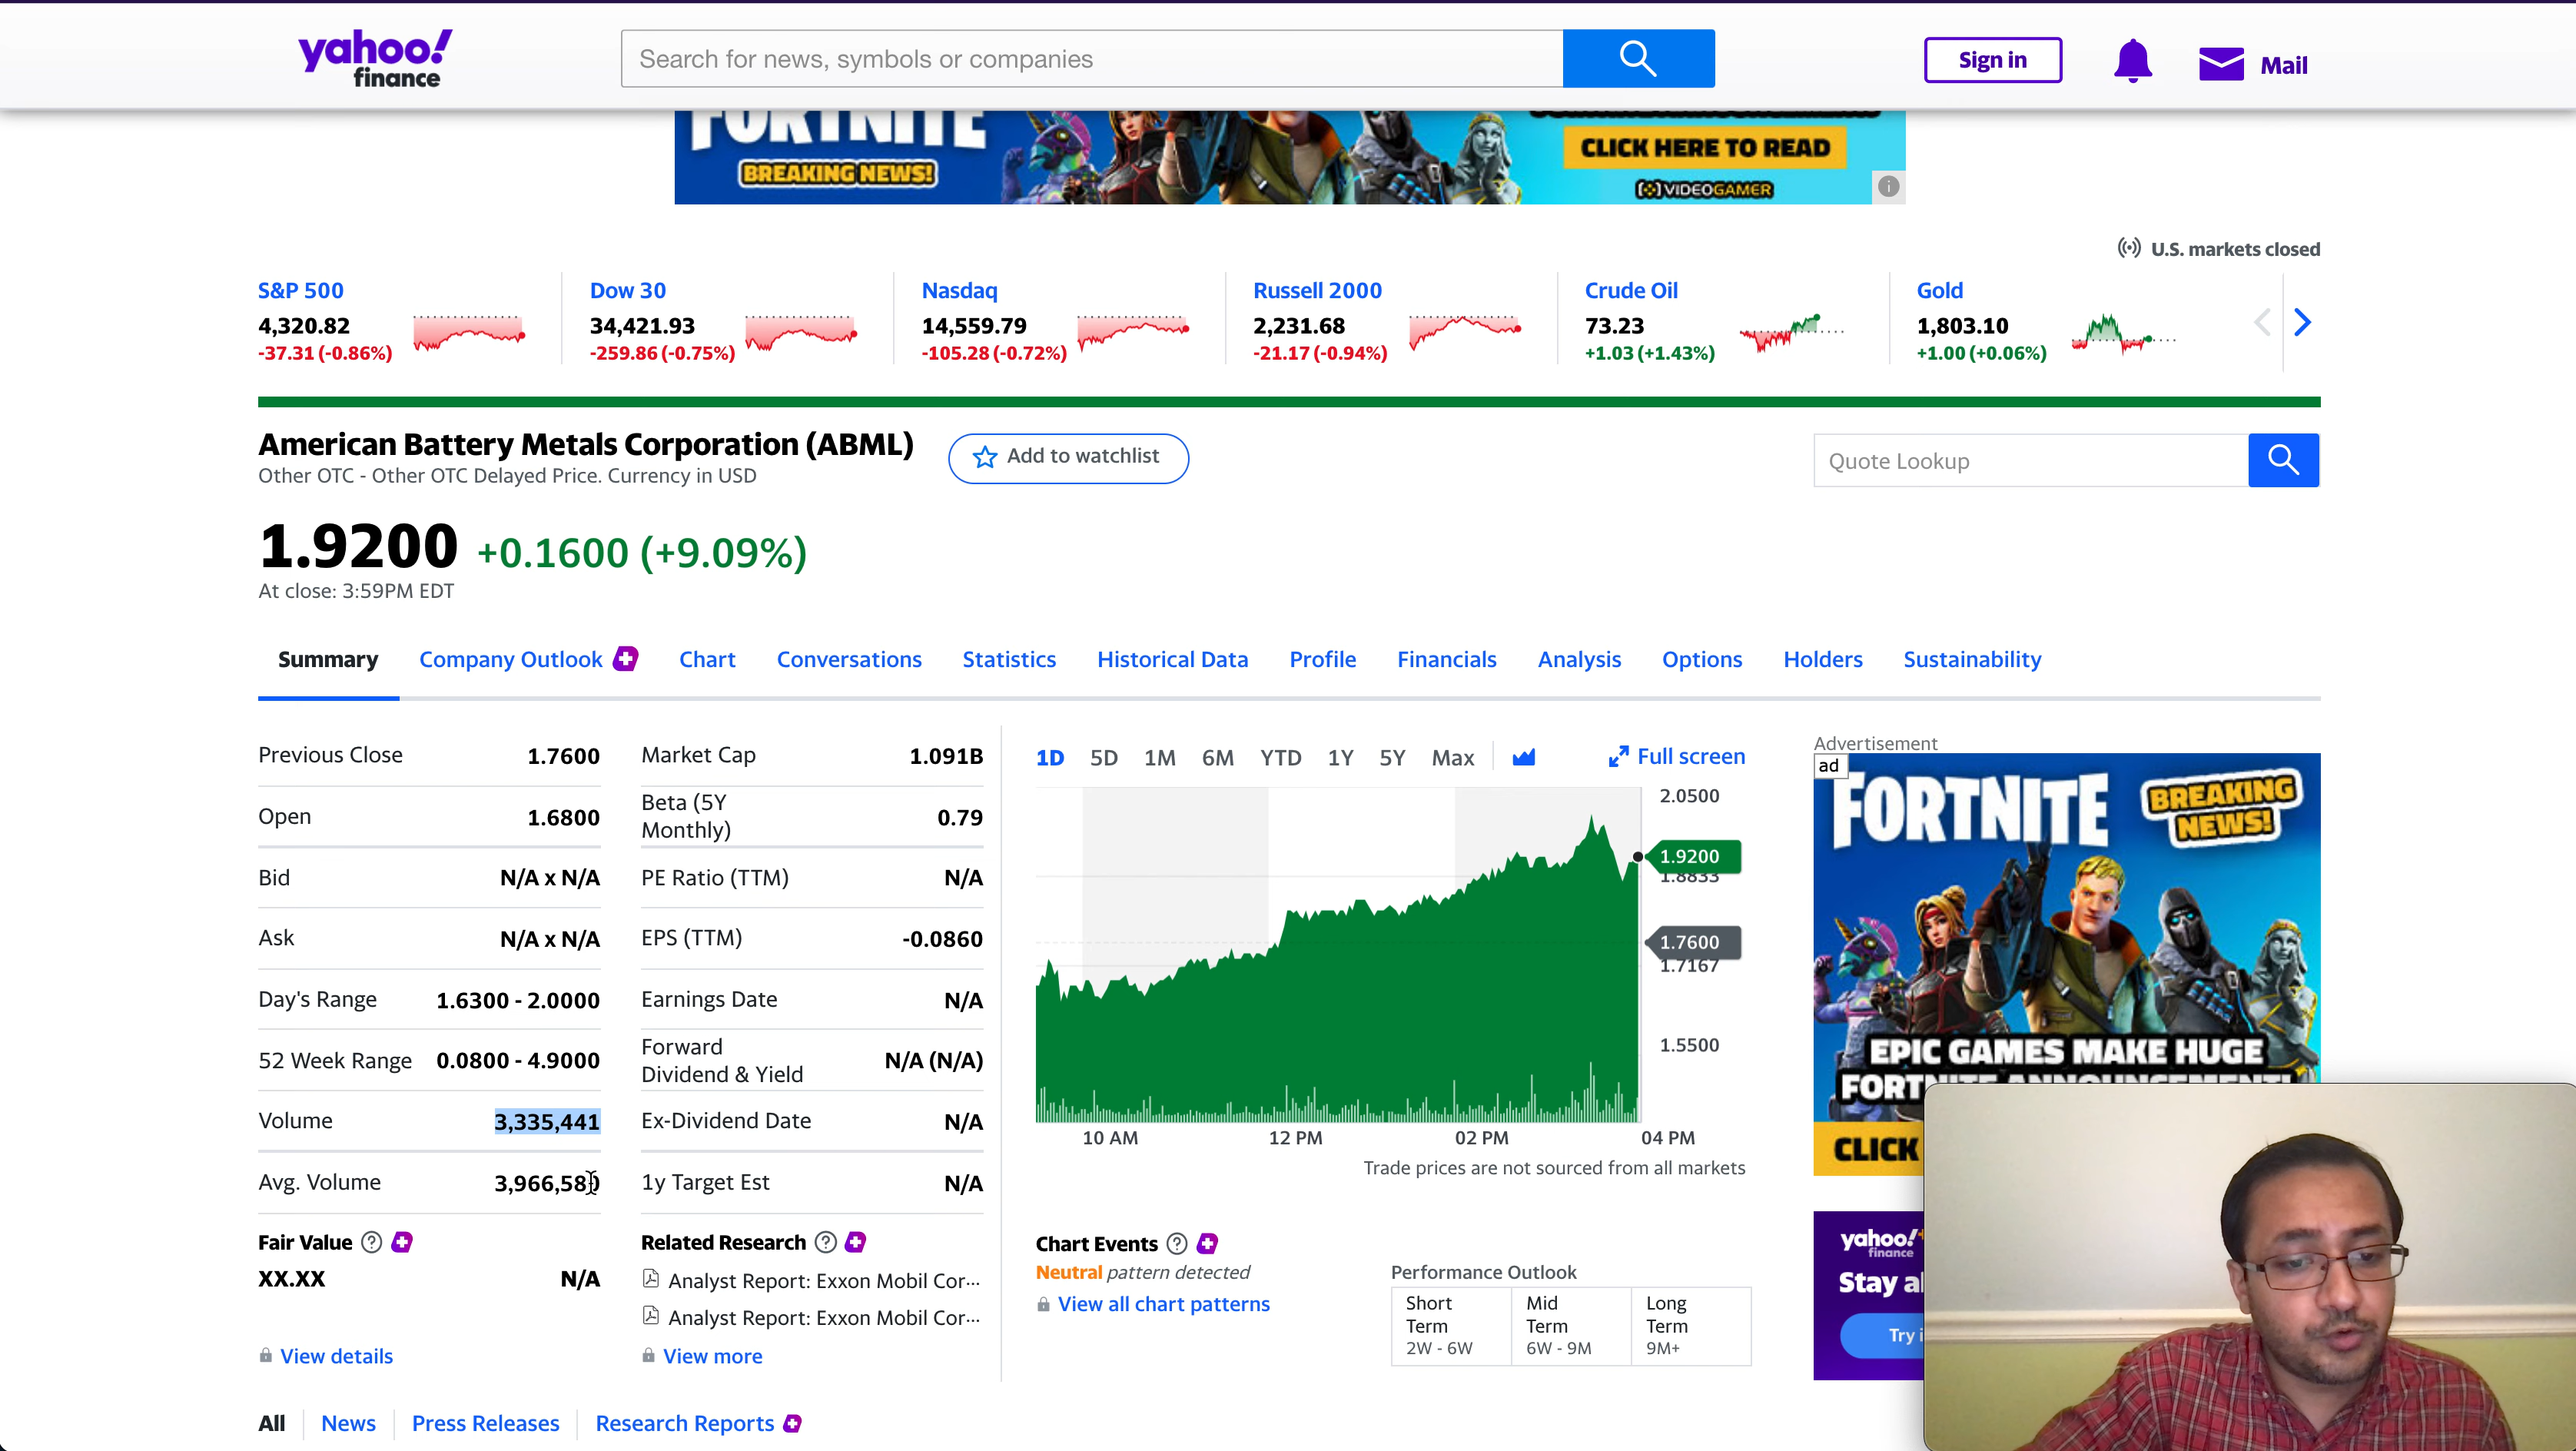 yahoo!
finance
Search for news, symbols or companies
Sign in
Mail
FORTNITE
BREAKING NEWS!
CLICK HERE TO READ
VIDEOGAMER
U.S. markets closed
S&P 500
4,320.82
-37.31 (-0.86%)
Dow 30
34,421.93
-259.86 (-0.75%)
Nasdaq
14,559.79
-105.28 (-0.72%)
Russell 2000
2,231.68
-21.17 (-0.94%)
Crude Oil
73.23
+1.03 (+1.43%)
Gold
1,803.10
+1.00 (+0.06%)
American Battery Metals Corporation (ABML)
Add to watchlist
Quote Lookup
Other OTC - Other OTC Delayed Price. Currency in USD
1.9200 +0.1600 (+9.09%)
At close: 3:59PM EDT
Summary Company Outlook Chart Conversations Statistics Historical Data Profile Financials Analysis Options Holders Sustainability
Previous Close 1.7600
Open 1.6800
Bid N/A x N/A
Ask N/A x N/A
Day's Range 1.6300 - 2.0000
52 Week Range 0.0800 - 4.9000
Volume 3,335,441
Avg. Volume 3,966,580
Market Cap 1.091B
Beta (5Y
Monthly) 0.79
PE Ratio (TTM) N/A
EPS (TTM) -0.0860
Earnings Date N/A
Forward
Dividend & Yield N/A (N/A)
Ex-Dividend Date N/A
1y Target Est N/A
1D 5D 1M 6M YTD 1Y 5Y Max
Full screen
2.0500
1.9200
1.8833
1.7600
1.7167
1.5500
10 AM 12 PM 02 PM 04 PM
Trade prices are not sourced from all markets
Fair Value
XX.XX N/A
View details
Related Research
Analyst Report: Exxon Mobil Cor...
Analyst Report: Exxon Mobil Cor...
View more
Chart Events
Neutral pattern detected
View all chart patterns
Performance Outlook
Short
Term
2W - 6W
Mid
Term
6W - 9M
Long
Term
9M+
Advertisement
ad
FORTNITE
BREAKING
NEWS!
EPIC GAMES MAKE HUGE
CLICK
yahoo!
finance
All News Press Releases Research Reports